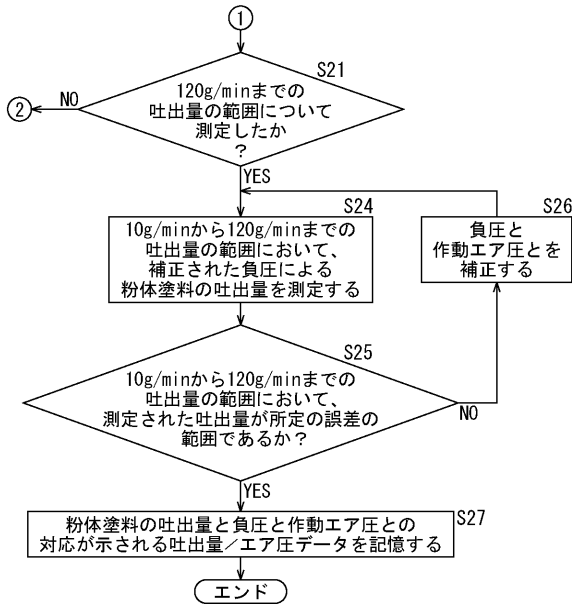 1
S21
120g/minまでの
吐出量の範囲について
測定したか
?
NO
2
YES
S24
10g/minから120g/minまでの
吐出量の範囲において、
補正された負圧による
粉体塗料の吐出量を測定する
S26
負圧と
作動エア圧とを
補正する
S25
10g/minから120g/minまでの
吐出量の範囲において、
測定された吐出量が所定の誤差の
範囲であるか?
NO
YES
S27
粉体塗料の吐出量と負圧と作動エア圧との
対応が示される吐出量/エア圧データを記憶する
エンド